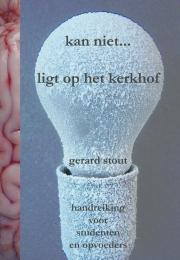 kan niet...
ligt op het kerkhof
gerard stout
handreiking
voor
studenten
en opvoeders